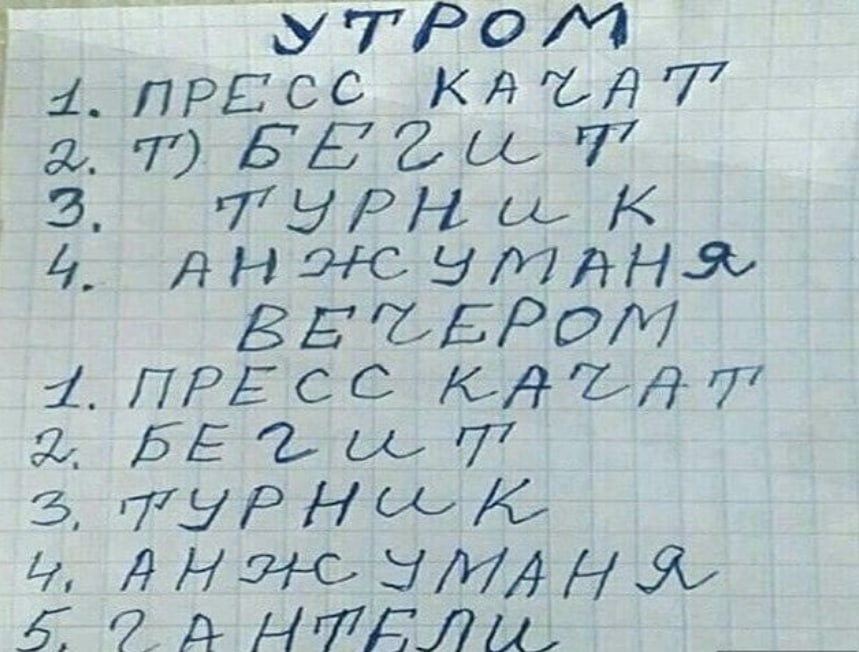 УТРОМ
1. ПРЕСС КАЧАТ
2. Т) БЕГИТ
3. ТУРНИК
4. АНЖУМАНЯ
ВЕЧЕРОМ
1. ПРЕСС КАЧАТ
2. БЕГИТ
3. ТУРНИК
4. АНЖУМАНЯ
5. ГАНТЕЛИ